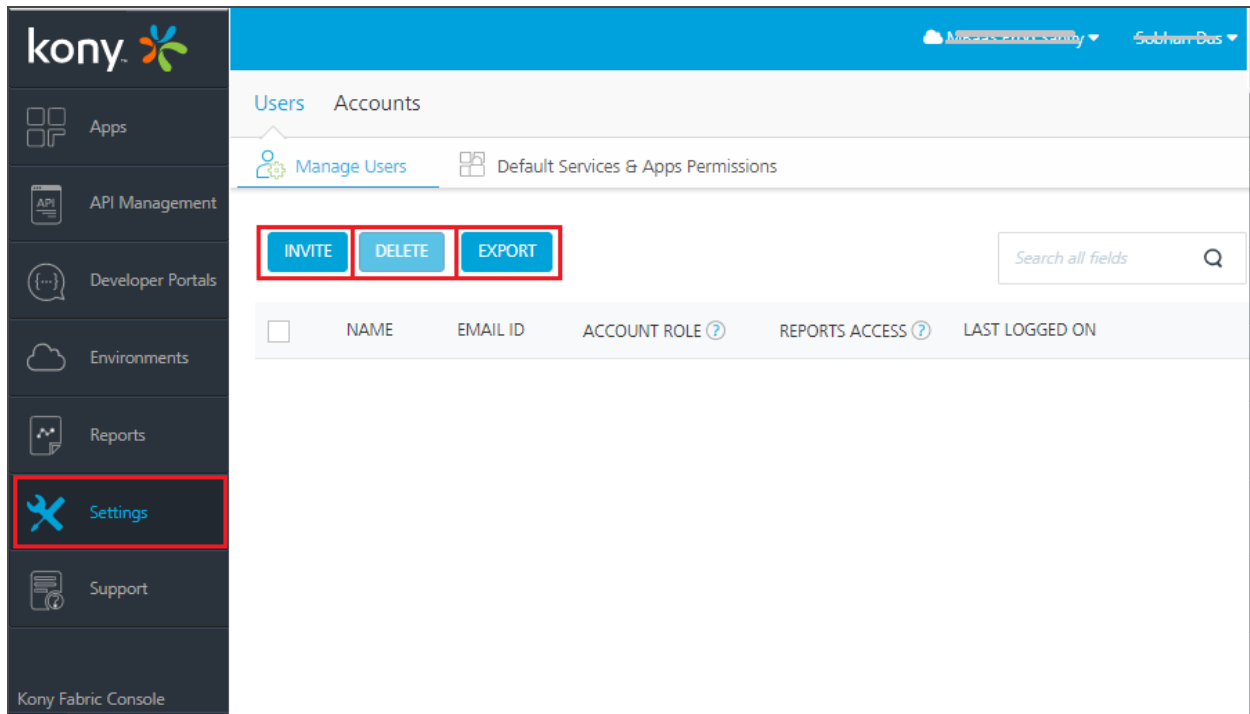 kony
Sobhan Das
Apps
API
API Management
Developer Portals
Environments
Reports
Settings
Support
Kony Fabric Console
Users Accounts
Manage Users Default Services & Apps Permissions
INVITE DELETE EXPORT Search all fields
NAME EMAIL ID ACCOUNT ROLE ? REPORTS ACCESS ? LAST LOGGED ON